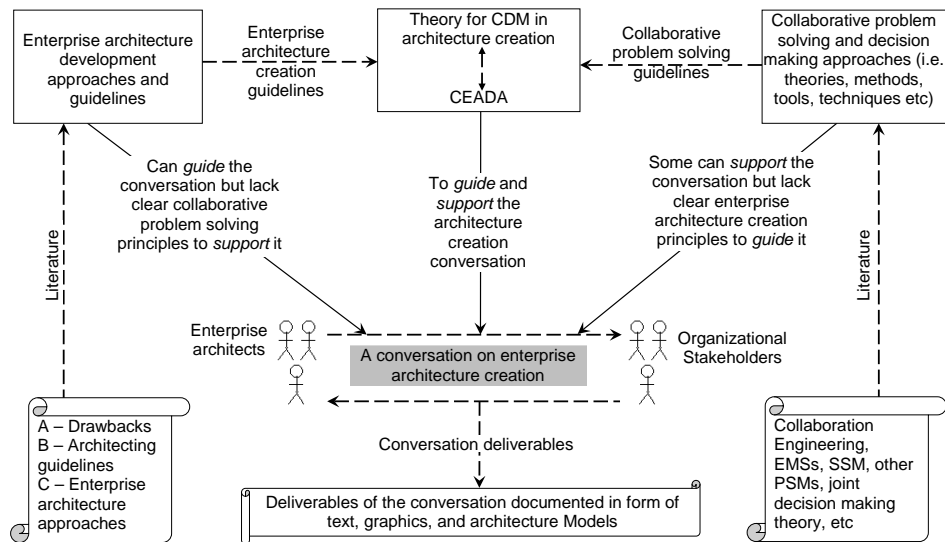 Enterprise architecture
development
approaches and
guidelines
Enterprise
architecture
creation
guidelines
Theory for CDM in
architecture creation
CEADA
Collaborative
problem solving
guidelines
Collaborative problem
solving and decision
making approaches (i.e.
theories, methods,
tools, techniques etc)
Literature
Can guide the
conversation but lack
clear collaborative
problem solving
principles to support it
To guide and
support the
architecture
creation
conversation
Some can support the
conversation but lack
clear enterprise
architecture creation
principles to guide it
Literature
Enterprise
architects
A conversation on enterprise
architecture creation
Organizational
Stakeholders
A – Drawbacks
B – Architecting
guidelines
C – Enterprise
architecture
approaches
Conversation deliverables
Deliverables of the conversation documented in form of
text, graphics, and architecture Models
Collaboration
Engineering,
EMSs, SSM, other
PSMs, joint
decision making
theory, etc